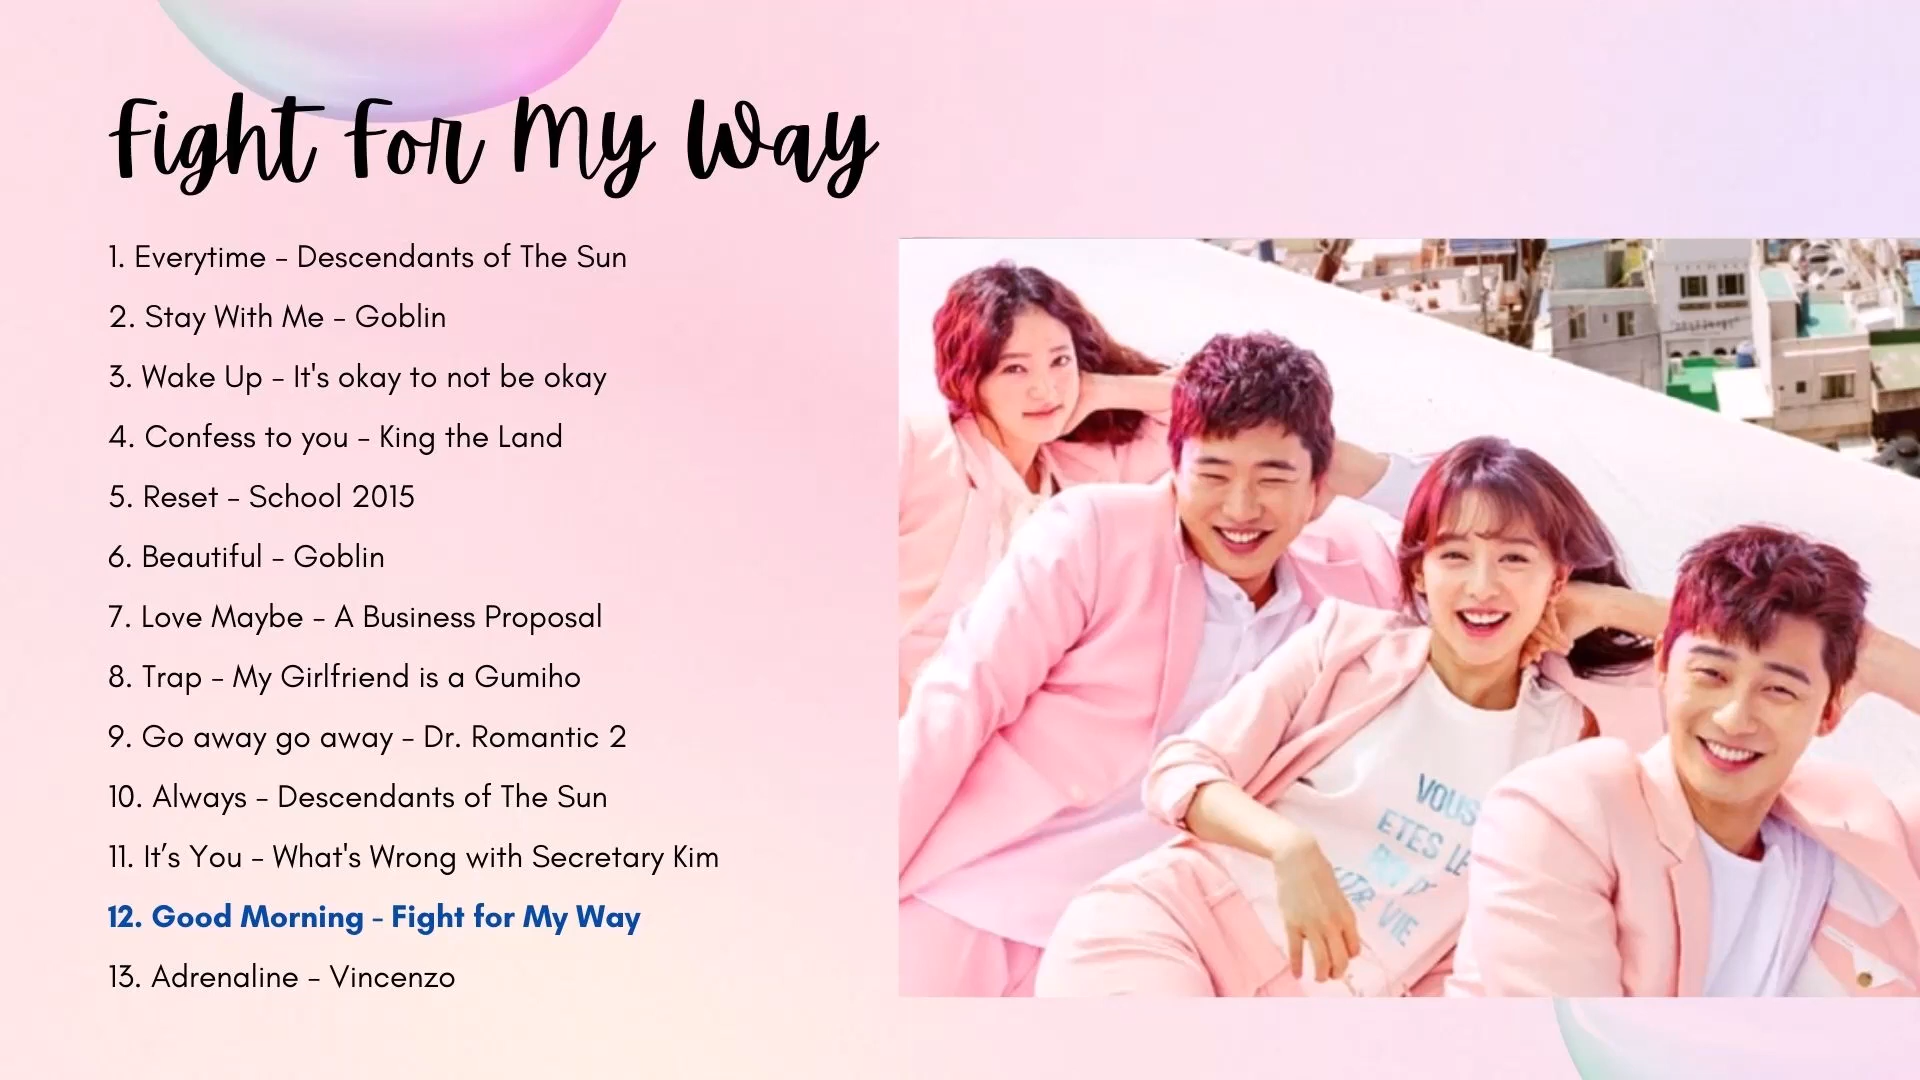 Fight For My Way
1. Everytime – Descendants of The Sun
2. Stay With Me – Goblin
3. Wake Up – It's okay to not be okay
4. Confess to you – King the Land
5. Reset – School 2015
6. Beautiful – Goblin
7. Love Maybe – A Business Proposal
8. Trap – My Girlfriend is a Gumiho
9. Go away go away – Dr. Romantic 2
10. Always – Descendants of The Sun
11. It’s You – What's Wrong with Secretary Kim
12. Good Morning – Fight for My Way
13. Adrenaline – Vincenzo
VOUS
ETES LE
VIE